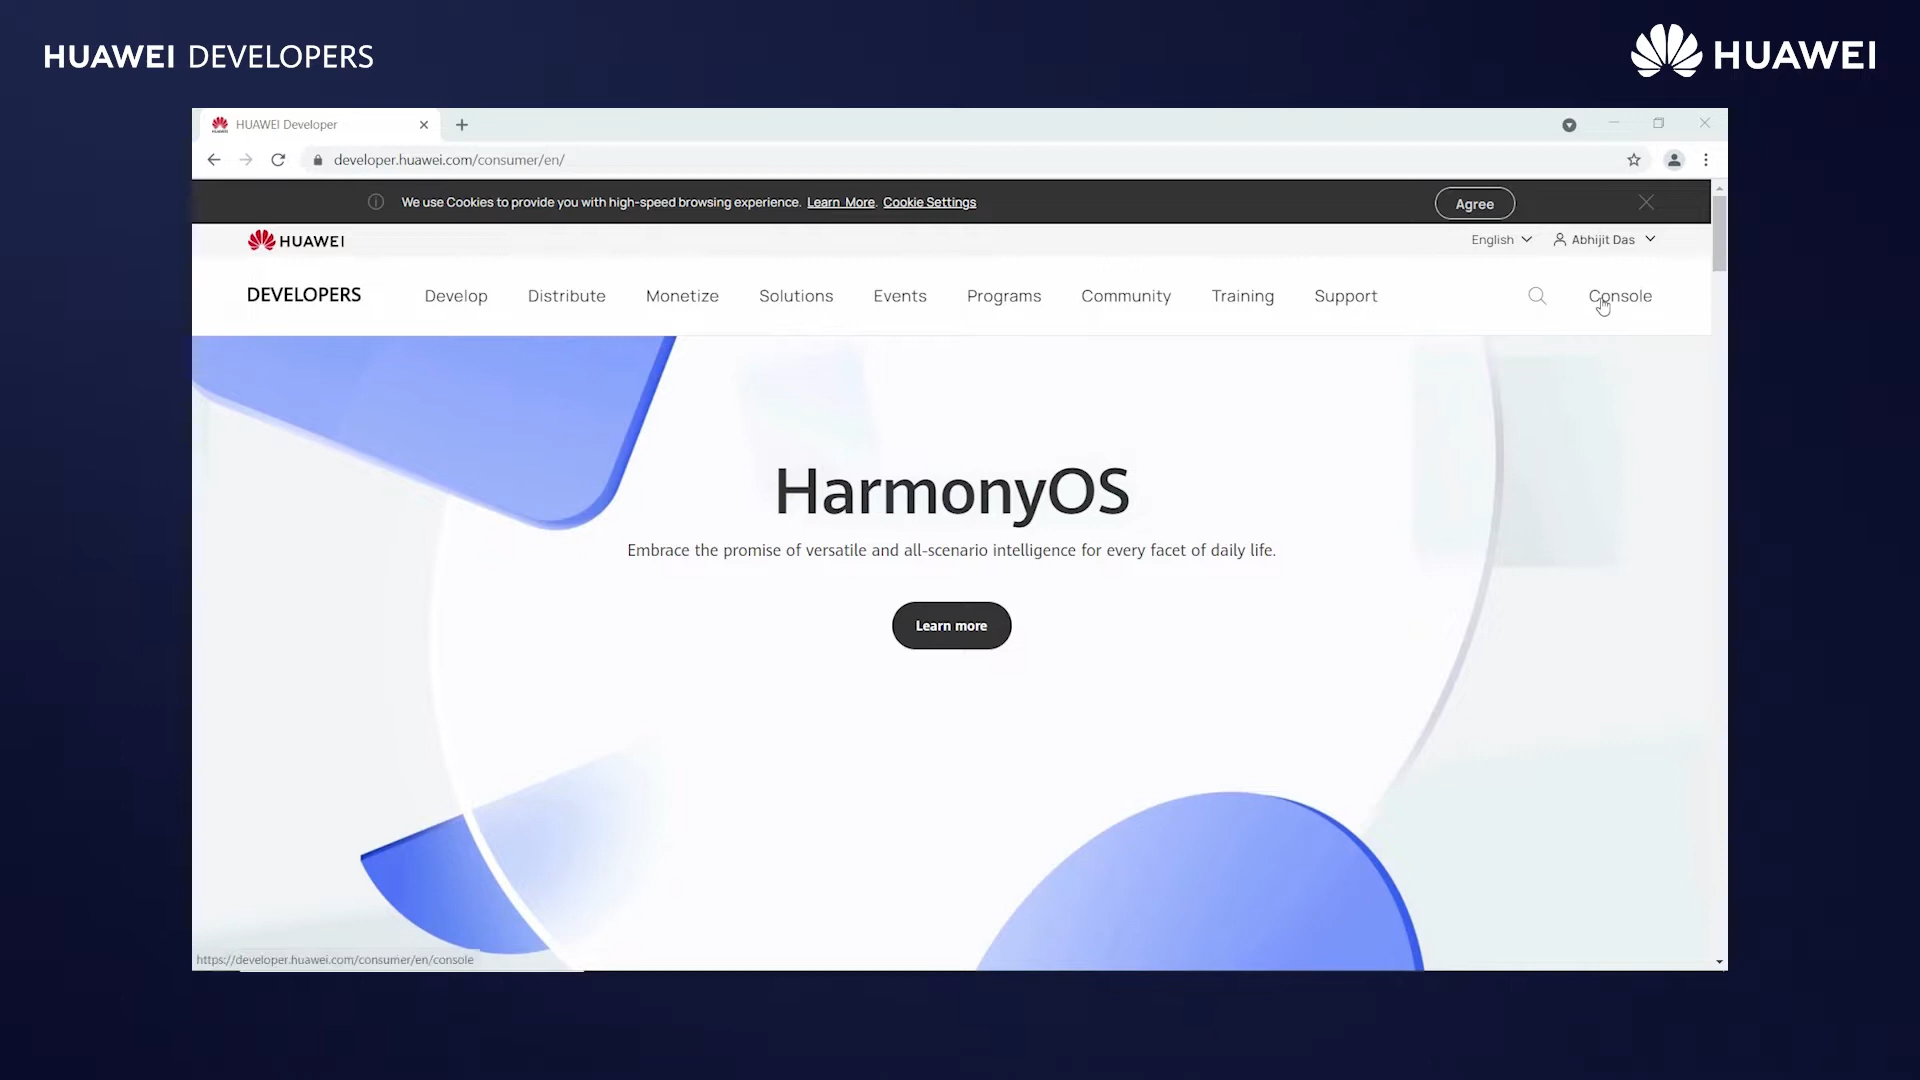 HUAWEI DEVELOPERS
HUAWEI
HUAWEI Developer
developer.huawei.com/consumer/en/
We use Cookies to provide you with high-speed browsing experience. Learn More. Cookie Settings
Agree
HUAWEI
English
Abhijit Das
DEVELOPERS
Develop
Distribute
Monetize
Solutions
Events
Programs
Community
Training
Support
Console
HarmonyOS
Embrace the promise of versatile and all-scenario intelligence for every facet of daily life.
Learn more
https://developer.huawei.com/consumer/en/console